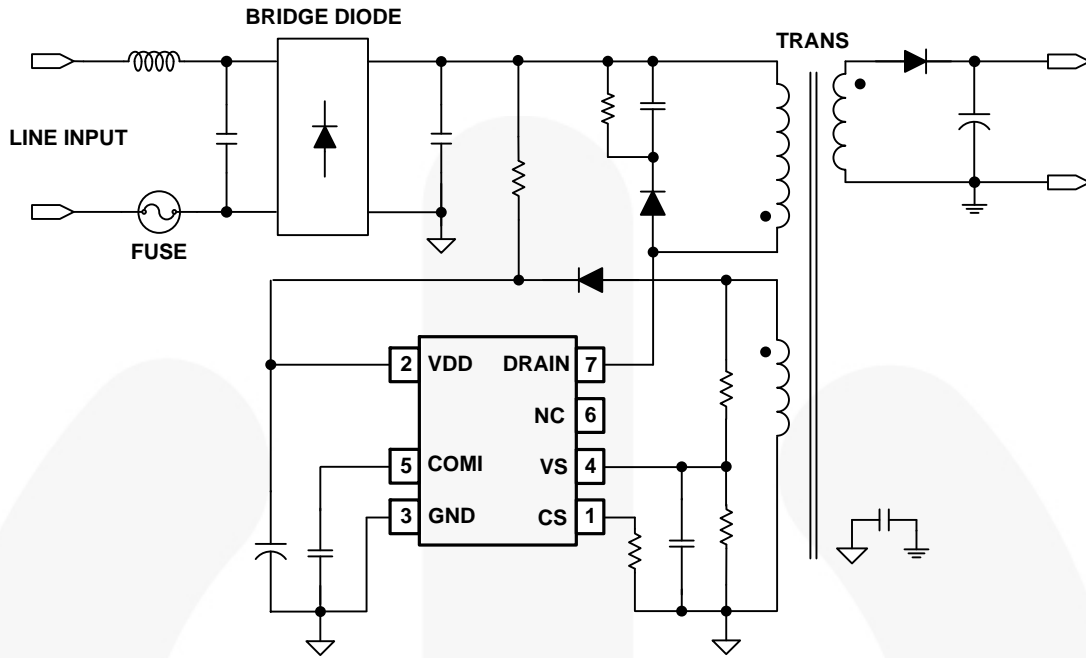 BRIDGE DIODE
TRANS
LINE INPUT
FUSE
2 VDD DRAIN 7
NC 6
5 COMI VS 4
3 GND CS 1